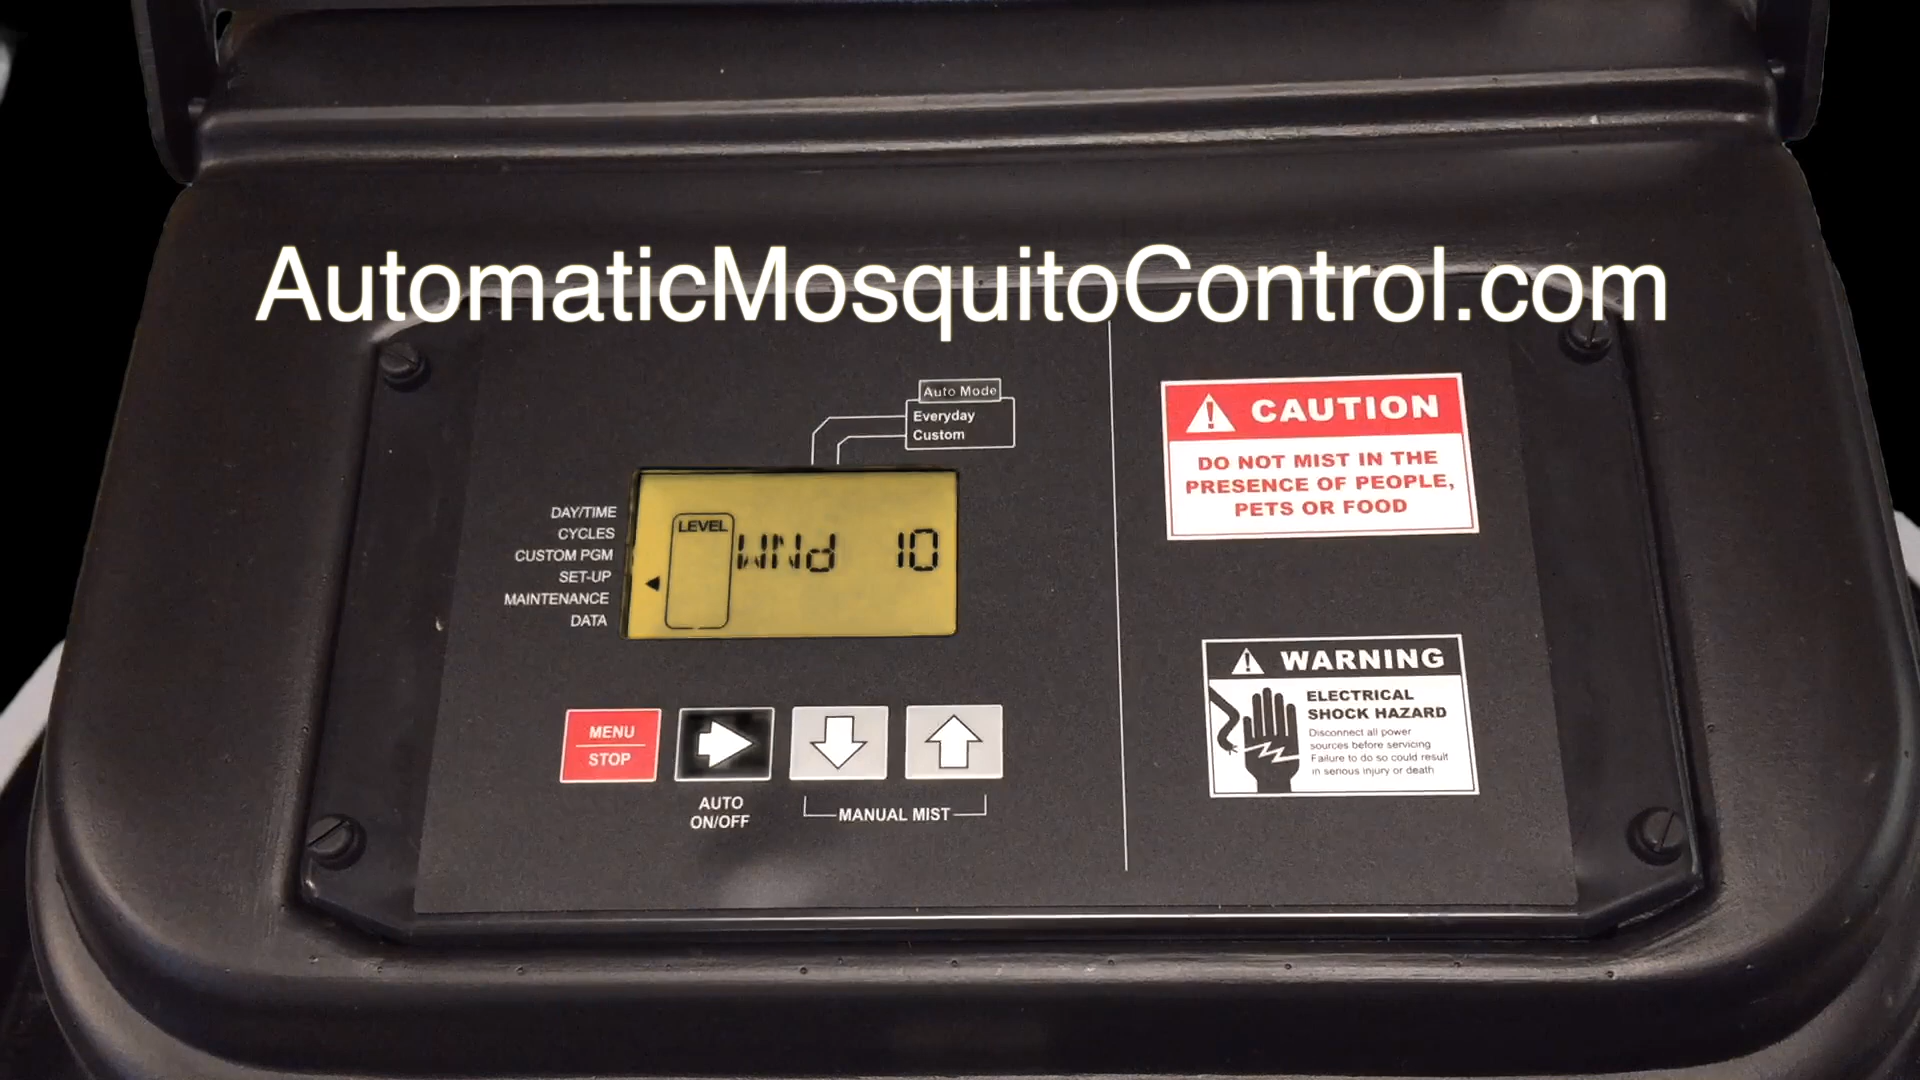 AutomaticMosquitoControl.com
Auto Mode
Everyday
Custom
DAY/TIME
CYCLES
CUSTOM PGM
SET-UP
MAINTENANCE
DATA
LEVEL
WNd 10
MENU
STOP
AUTO
ON/OFF
MANUAL MIST
CAUTION
DO NOT MIST IN THE
PRESENCE OF PEOPLE,
PETS OR FOOD
WARNING
ELECTRICAL
SHOCK HAZARD
Disconnect all power
sources before servicing
Failure to do so could result
in serious injury or death